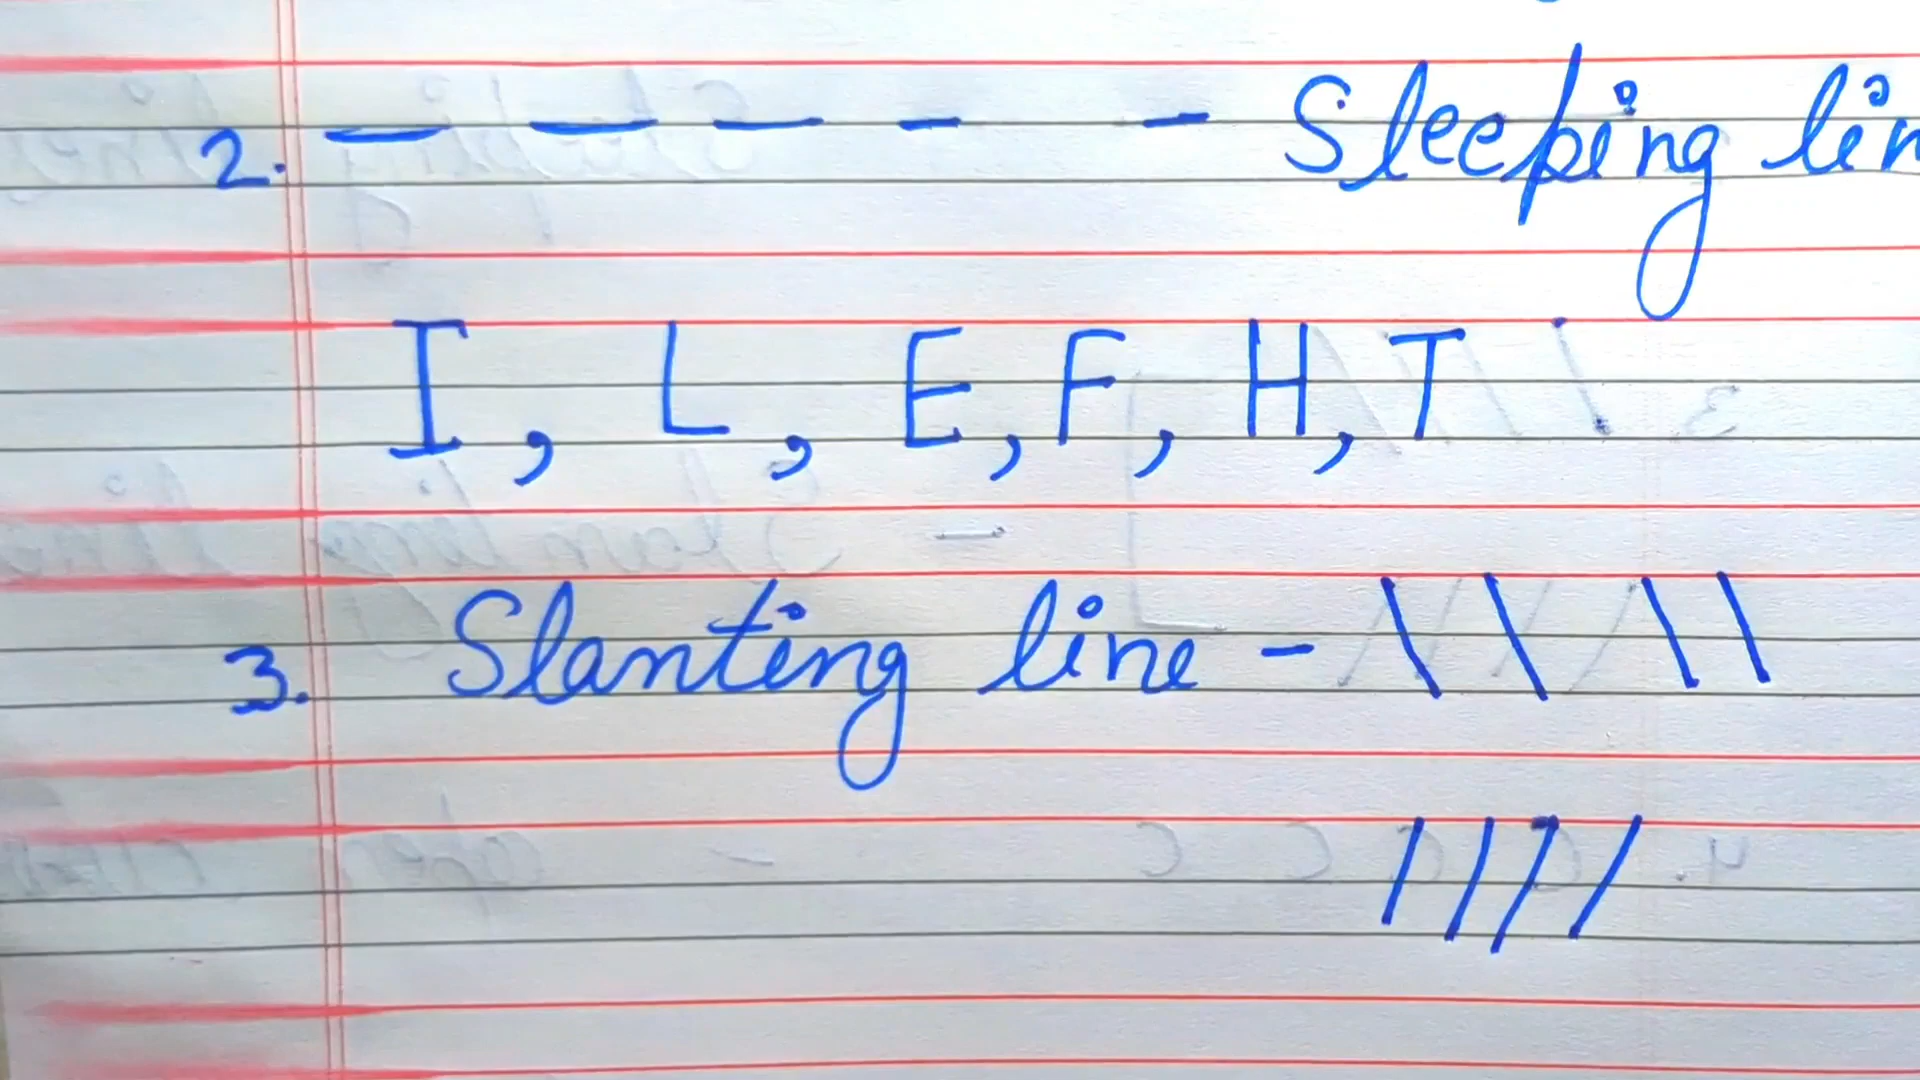 2. — — — – - Sleeping lin
I, L, E, F, H, T
3. Slanting line - \ \ \ \
/ / / /